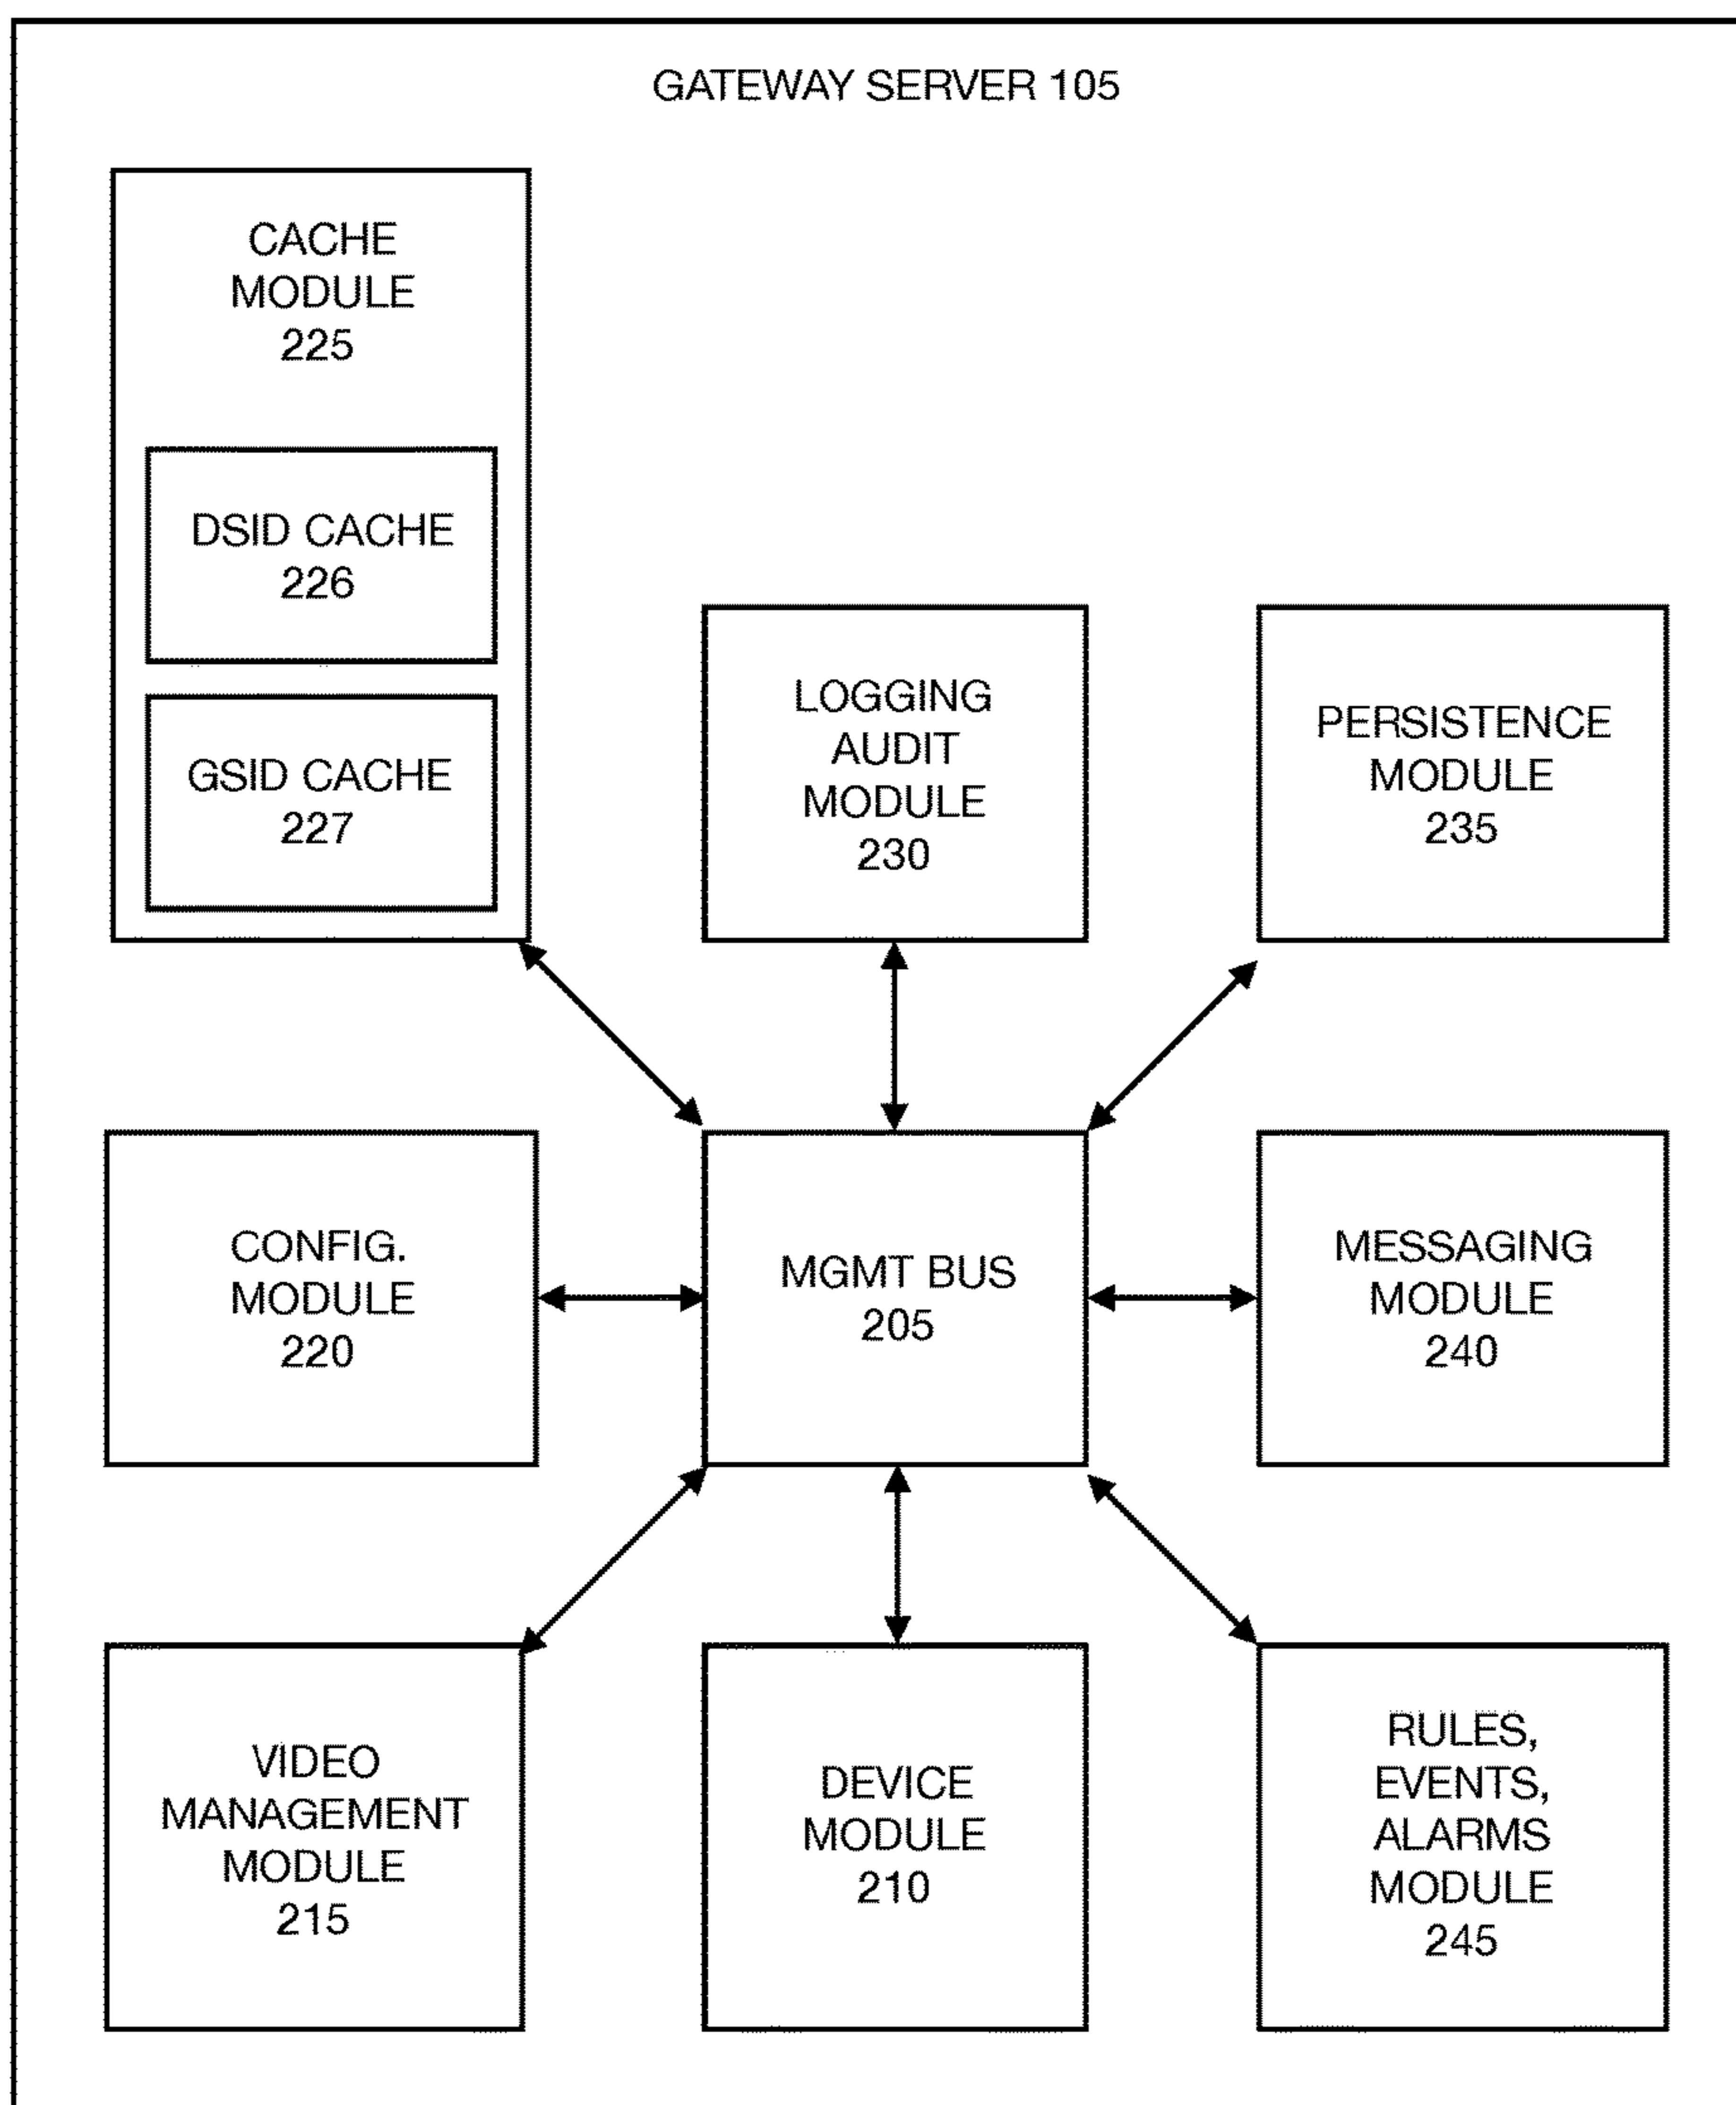 GATEWAY SERVER 105
CACHE
MODULE
225
DSID CACHE
226
GSID CACHE
227
LOGGING
AUDIT
MODULE
230
PERSISTENCE
MODULE
235
CONFIG.
MODULE
220
MGMT BUS
205
MESSAGING
MODULE
240
VIDEO
MANAGEMENT
MODULE
215
DEVICE
MODULE
210
RULES,
EVENTS,
ALARMS
MODULE
245